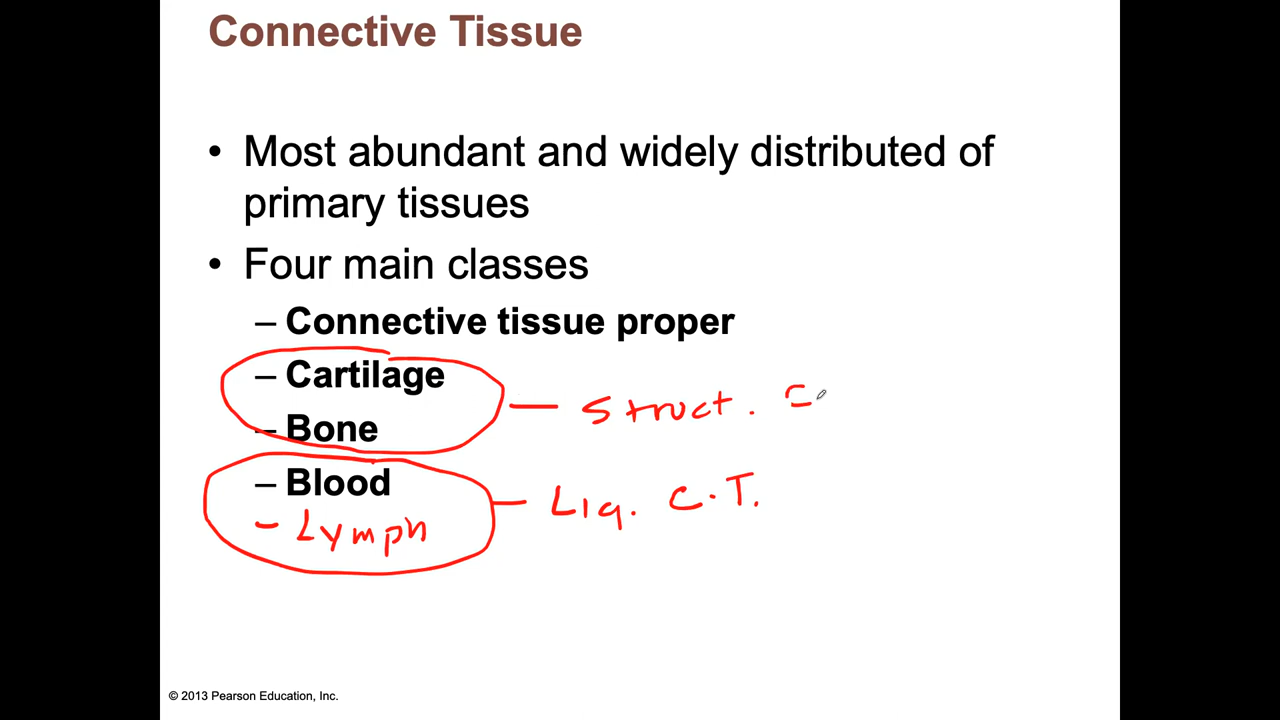 Connective Tissue
• Most abundant and widely distributed of
primary tissues
• Four main classes
– Connective tissue proper
– Cartilage
– Bone
– Struct.
– Blood
– Liq. C.T.
– Lymph
© 2013 Pearson Education, Inc.